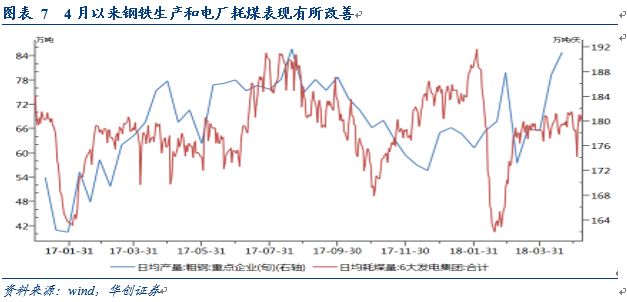 图表 7 4 月以来钢铁生产和电厂耗煤表现有所改善
万吨 万吨/天
84 192
78 188
72 184
66 180
60 176
54 172
48 168
42 164
17-01-31 17-03-31 17-05-31 17-07-31 17-09-30 17-11-30 18-01-31 18-03-31
日均产量:粗钢:重点企业(旬)(右轴) 日均耗煤量:6大发电集团:合计
资料来源：wind，华创证券